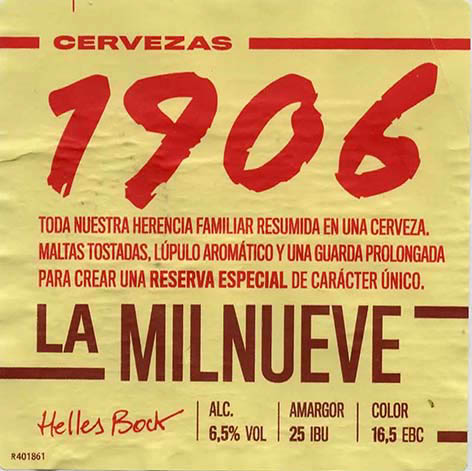 CERVEZAS
1906
TODA NUESTRA HERENCIA FAMILIAR RESUMIDA EN UNA CERVEZA.
MALTAS TOSTADAS, LÚPULO AROMÁTICO Y UNA GUARDA PROLONGADA
PARA CREAR UNA RESERVA ESPECIAL DE CARÁCTER ÚNICO.
LA MILNUEVE
Helles Bock
ALC.
6,5% VOL
AMARGOR
25 IBU
COLOR
16,5 EBC
R401861